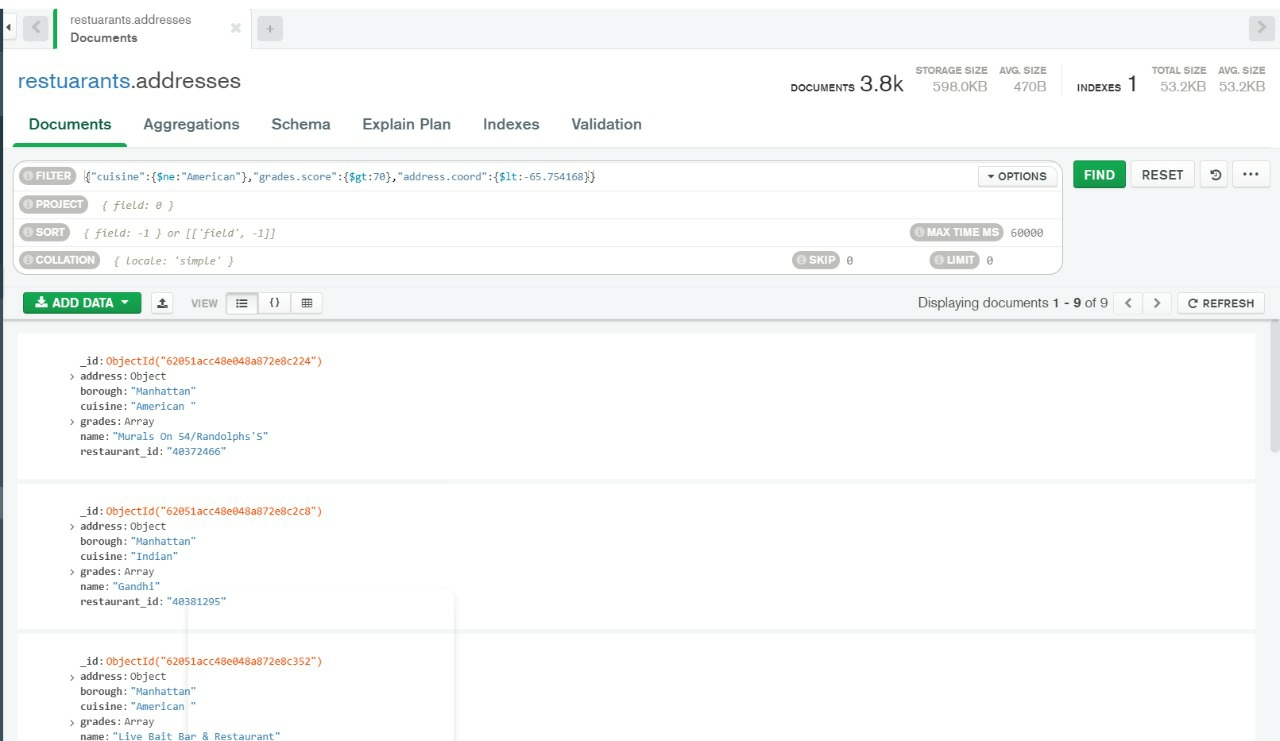 restuarants.addresses
Documents
restuarants.addresses
DOCUMENTS 3.8k STORAGE SIZE 598.0KB AVG. SIZE 470B INDEXES 1 TOTAL SIZE 53.2KB AVG. SIZE 53.2KB
Documents Aggregations Schema Explain Plan Indexes Validation
FILTER {"cuisine":{$ne:"American"},"grades.score":{$gt:70},"address.coord":{$lt:-65.754168}} OPTIONS FIND RESET ...
PROJECT { field: 0 }
SORT { field: -1 } or [['field', -1]] MAX TIME MS 60000
COLLATION { locale: 'simple' } SKIP 0 LIMIT 0
ADD DATA VIEW {} Displaying documents 1 - 9 of 9 < > REFRESH
_id: ObjectId("62051acc48e048a872e8c224")
> address: Object
borough: "Manhattan"
cuisine: "American "
> grades: Array
name: "Murals On 54/Randolphs'S"
restaurant_id: "40372466"
_id: ObjectId("62051acc48e048a872e8c2c8")
> address: Object
borough: "Manhattan"
cuisine: "Indian"
> grades: Array
name: "Gandhi"
restaurant_id: "40381295"
_id: ObjectId("62051acc48e048a872e8c352")
> address: Object
borough: "Manhattan"
cuisine: "American "
> grades: Array
name: "Live Bait Bar & Restaurant"